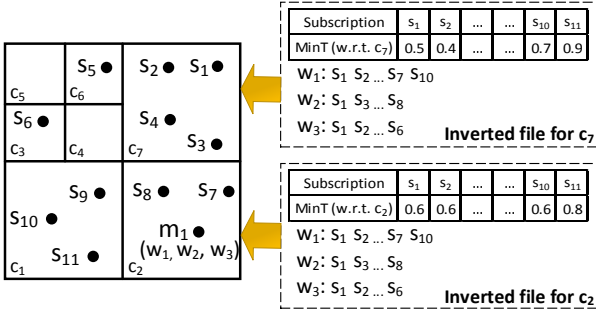 s₅ s₂ s₁
c₅ c₆
s₆ s₄
s₃
c₃ c₄ c₇
s₉ s₈ s₇
s₁₀ m₁
s₁₁ (w₁, w₂, w₃)
c₁ c₂
Subscription s₁ s₂ ... ... s₁₀ s₁₁
MinT (w.r.t. c₇) 0.5 0.4 ... ... 0.7 0.9
w₁: s₁ s₂ ... s₇ s₁₀
w₂: s₁ s₃ ... s₈
w₃: s₁ s₂ ... s₆
Inverted file for c₇
Subscription s₁ s₂ ... ... s₁₀ s₁₁
MinT (w.r.t. c₂) 0.6 0.6 ... ... 0.6 0.8
w₁: s₁ s₂ ... s₇ s₁₀
w₂: s₁ s₃ ... s₈
w₃: s₁ s₂ ... s₆
Inverted file for c₂